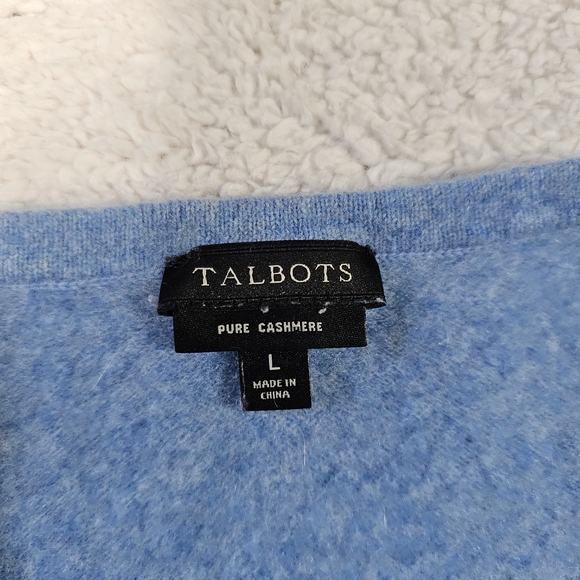 TALBOTS
PURE CASHMERE
L
MADE IN
CHINA